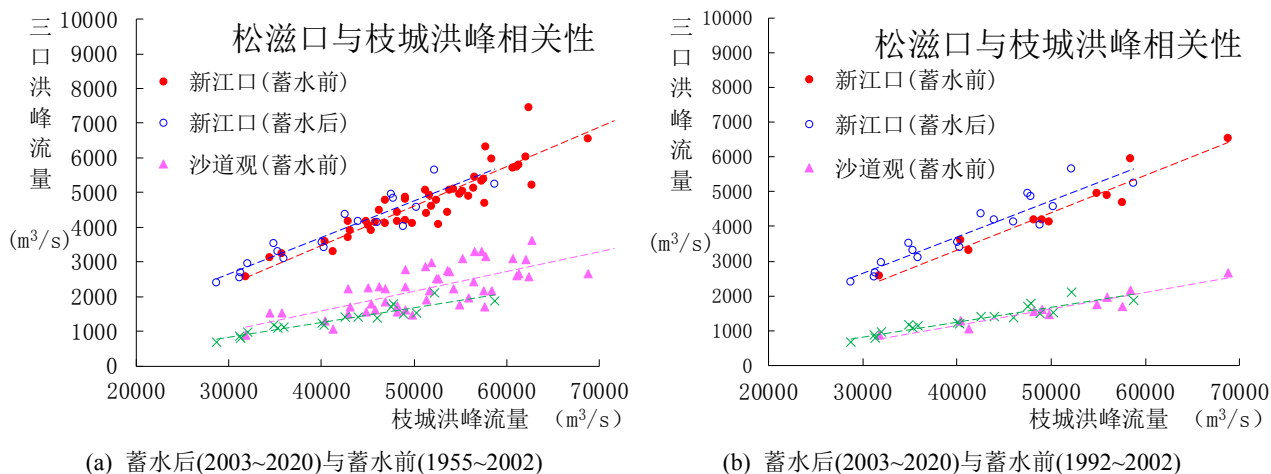 松滋口与枝城洪峰相关性
三口洪峰流量
(m³/s)
10000
9000
8000
7000
6000
5000
4000
3000
2000
1000
0
新江口(蓄水前)
新江口(蓄水后)
沙道观(蓄水前)
20000 30000 40000 50000 60000 70000
枝城洪峰流量 (m³/s)
(a) 蓄水后(2003~2020)与蓄水前(1955~2002)
松滋口与枝城洪峰相关性
三口洪峰流量
(m³/s)
10000
9000
8000
7000
6000
5000
4000
3000
2000
1000
0
新江口(蓄水前)
新江口(蓄水后)
沙道观(蓄水前)
20000 30000 40000 50000 60000 70000
枝城洪峰流量 (m³/s)
(b) 蓄水后(2003~2020)与蓄水前(1992~2002)